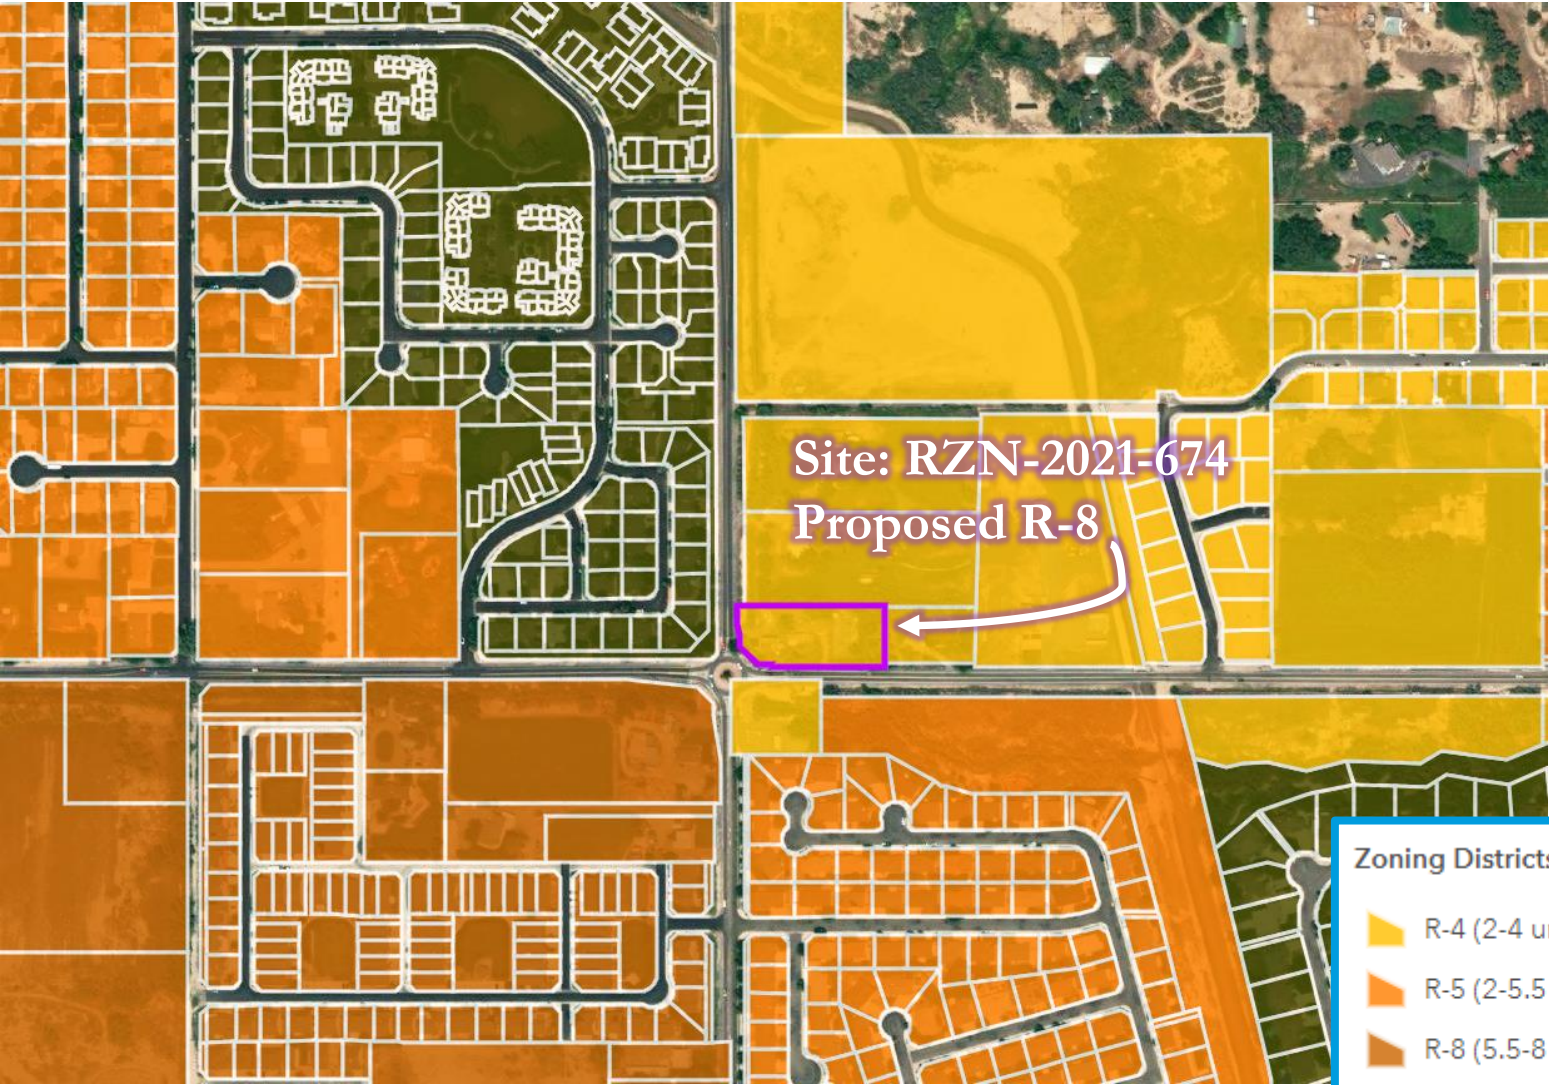 Site: RZN-2021-674
Proposed R-8
Zoning Districts
R-4 (2-4 u
R-5 (2-5.5
R-8 (5.5-8